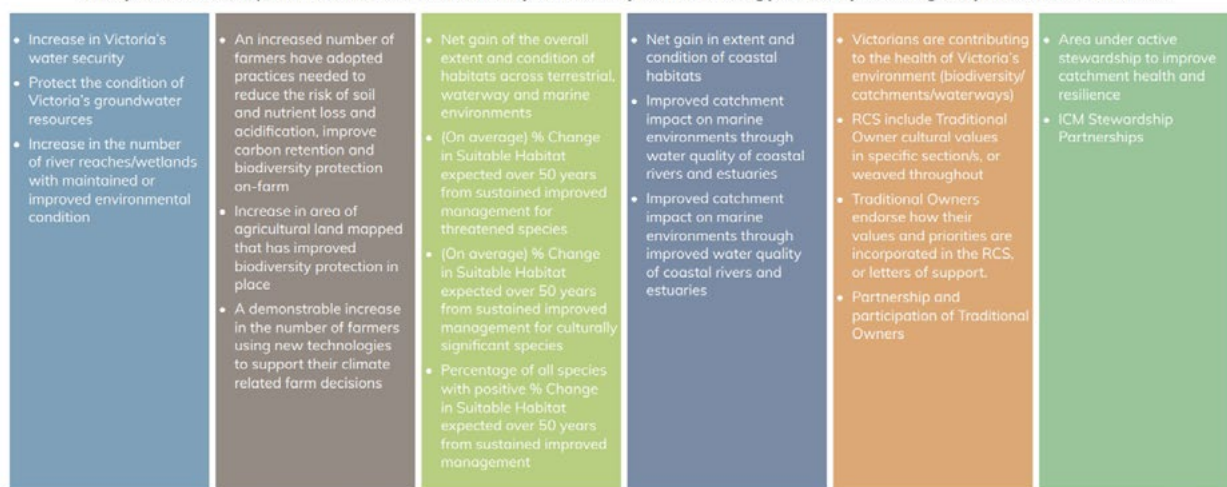 • Increase in Victoria's
water security
• Protect the condition of
Victoria's groundwater
resources
• Increase in the number
of river reaches/wetlands
with maintained or
improved environmental
condition
• An increased number of
farmers have adopted
practices needed to
reduce the risk of soil
and nutrient loss and
acidification, improve
carbon retention and
biodiversity protection
on-farm
• Increase in area of
agricultural land mapped
that has improved
biodiversity protection in
place
• A demonstrable increase
in the number of farmers
using new technologies
to support their climate
related farm decisions
• Net gain of the overall
extent and condition of
habitats across terrestrial,
waterway and marine
environments
• (On average) % Change
in Suitable Habitat
expected over 50 years
from sustained improved
management for
threatened species
• (On average) % Change
in Suitable Habitat
expected over 50 years
from sustained improved
management for culturally
significant species
• Percentage of all species
with positive % Change
in Suitable Habitat
expected over 50 years
from sustained improved
management
• Net gain in extent and
condition of coastal
habitats
• Improved catchment
impact on marine
environments through
water quality of coastal
rivers and estuaries
• Improved catchment
impact on marine
environments through
improved water quality
of coastal rivers and
estuaries
• Victorians are contributing
to the health of Victoria's
environment (biodiversity/
catchments/waterways)
• RCS include Traditional
Owner cultural values
in specific section/s, or
weaved throughout
• Traditional Owners
endorse how their
values and priorities are
incorporated in the RCS,
or letters of support.
• Partnership and
participation of Traditional
Owners
• Area under active
stewardship to improve
catchment health and
resilience
• ICM Stewardship
Partnerships